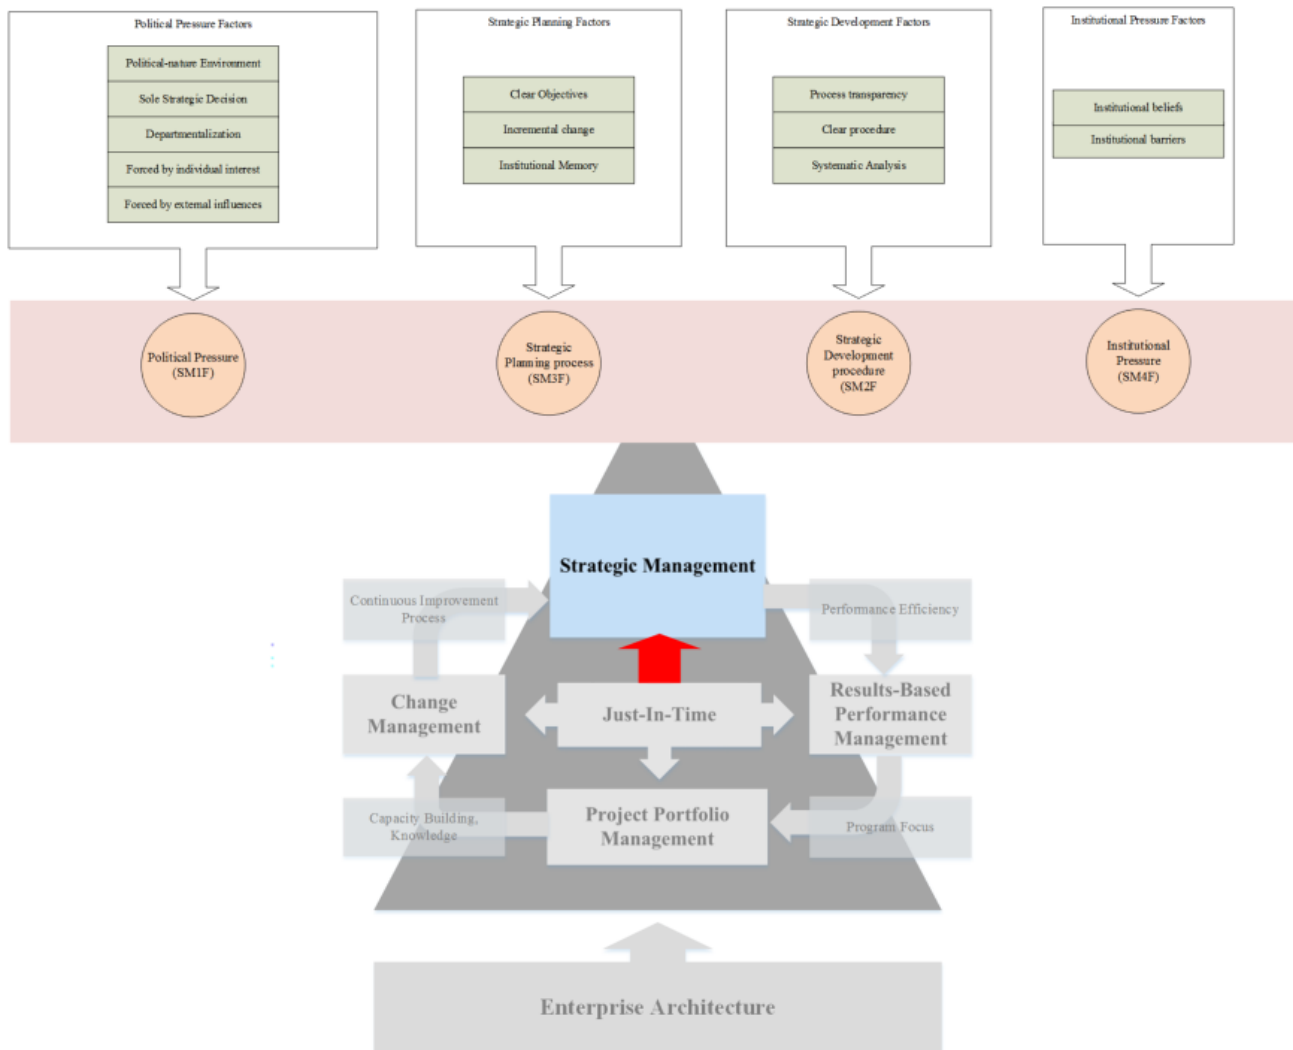 Political Pressure Factors
Political-nature Environment
Sole Strategic Decision
Departmentalization
Forced by individual interest
Forced by external influences
Strategic Planning Factors
Clear Objectives
Incremental change
Institutional Memory
Strategic Development Factors
Process transparency
Clear procedure
Systematic Analysis
Institutional Pressure Factors
Institutional beliefs
Institutional barriers
Political Pressure
(SM1F)
Strategic
Planning process
(SM3F)
Strategic
Development
procedure
(SM2F
Institutional
Pressure
(SM4F)
Strategic Management
Continuous Improvement
Process
Performance Efficiency
Change
Management
Just-In-Time
Results-Based
Performance
Management
Capacity Building,
Knowledge
Project Portfolio
Management
Program Focus
Enterprise Architecture